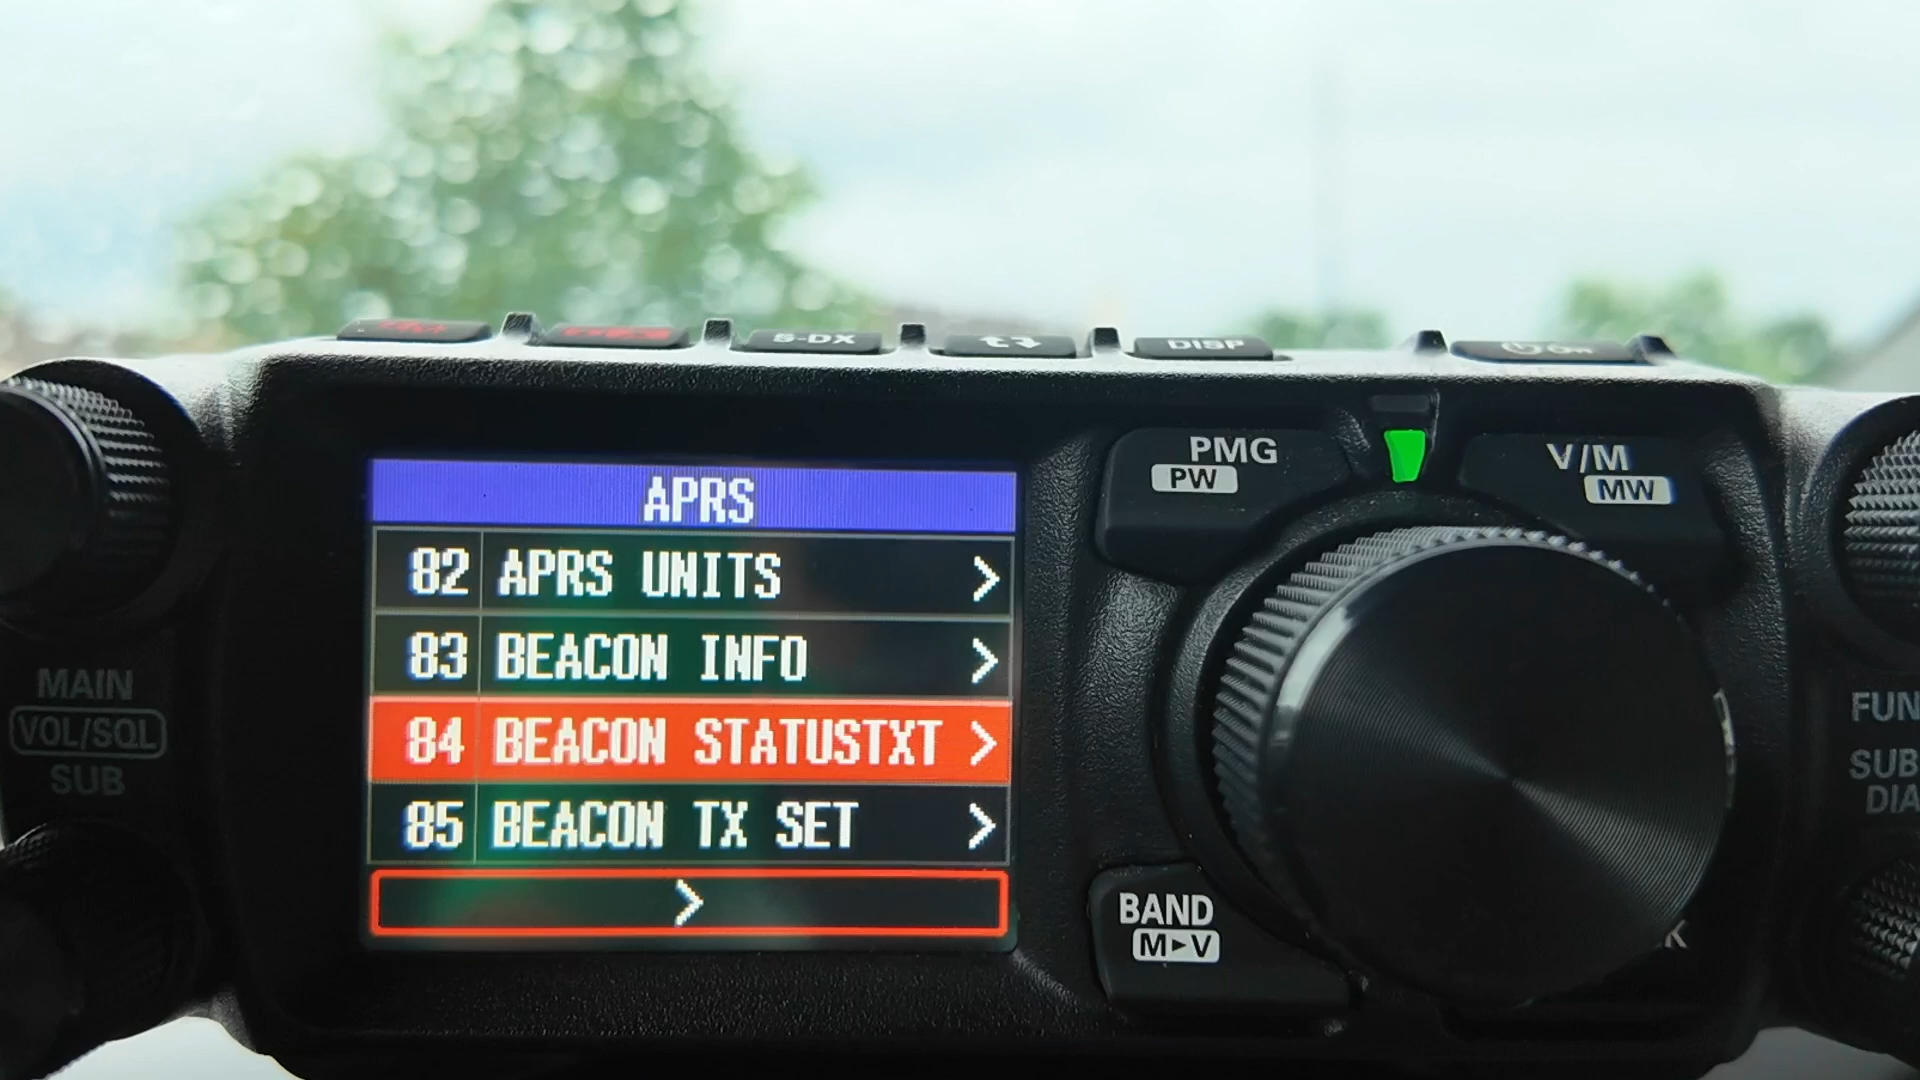 S-DX
DISP
PMG
PW
V/M
MW
APRS
82 APRS UNITS >
83 BEACON INFO >
84 BEACON STATUSTXT >
85 BEACON TX SET >
>
MAIN
VOL/SQL
SUB
FUN
SUB
DIA
BAND
M►V
K